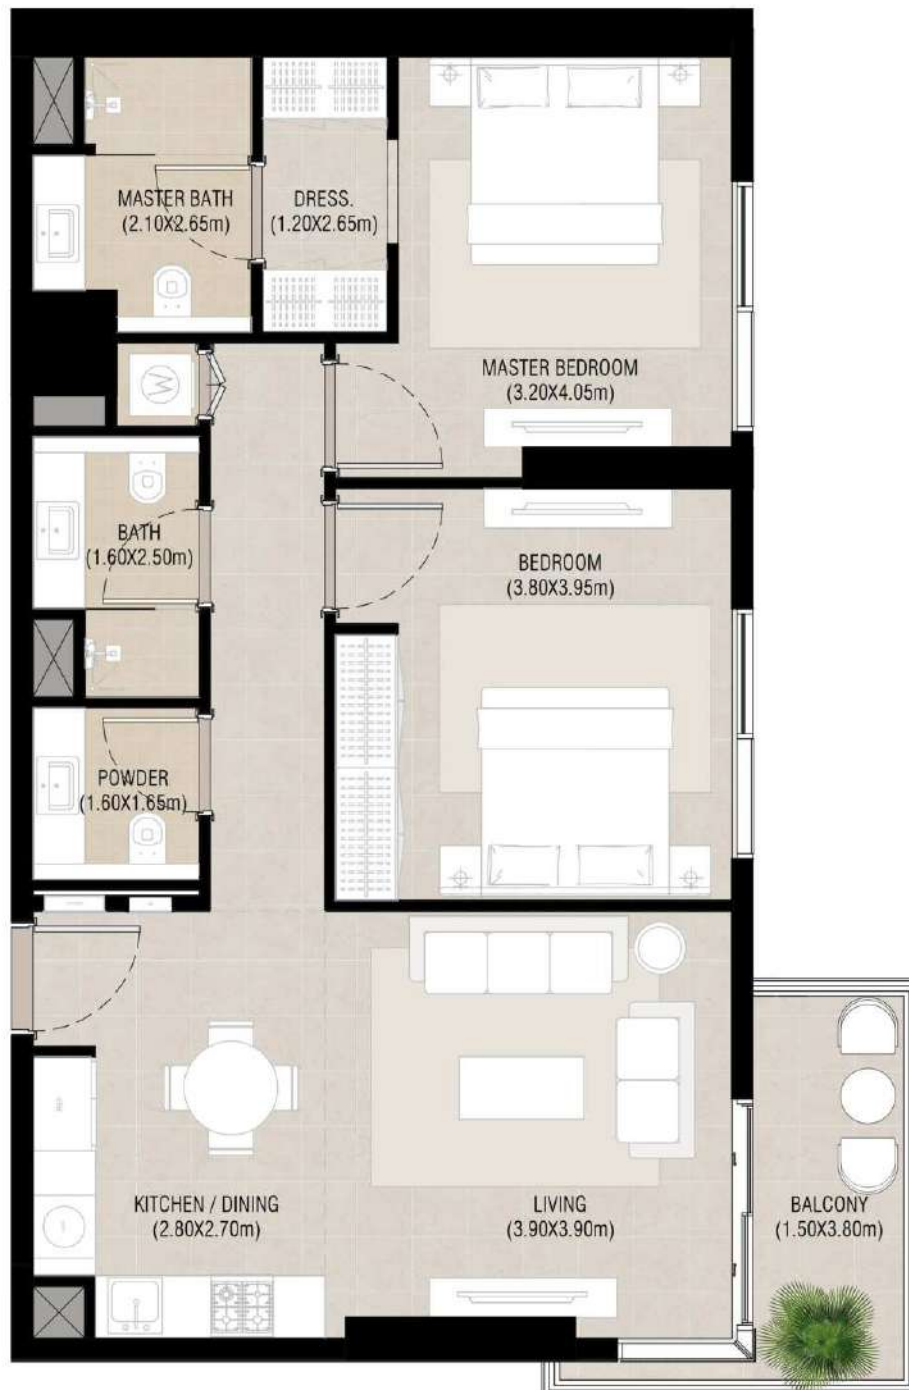 MASTER BATH
(2.10X2.65m)
DRESS.
(1.20X2.65m)
MASTER BEDROOM
(3.20X4.05m)
W
BATH
(1.60X2.50m)
BEDROOM
(3.80X3.95m)
POWDER
(1.60X1.65m)
KITCHEN / DINING
(2.80X2.70m)
LIVING
(3.90X3.90m)
BALCONY
(1.50X3.80m)